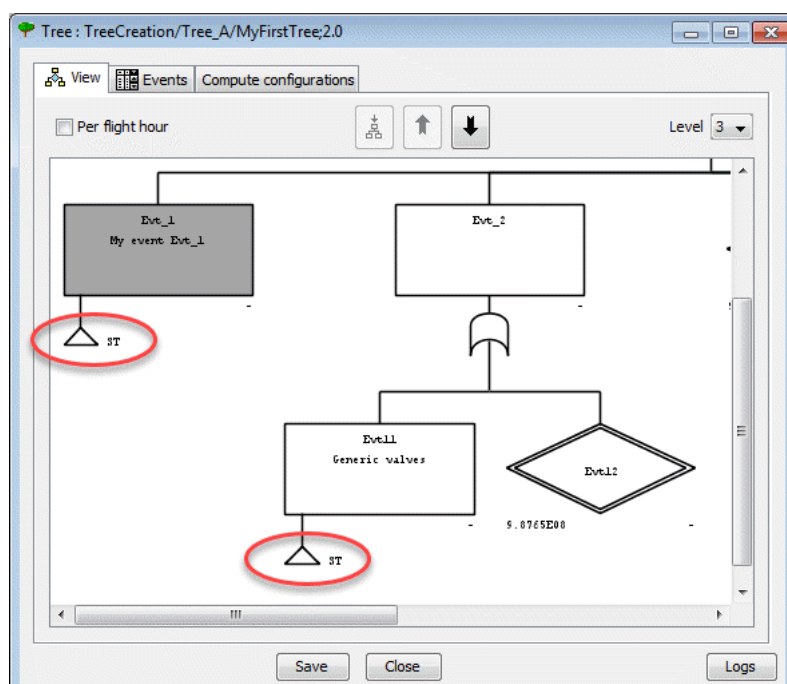 Tree : TreeCreation/Tree_A/MyFirstTree;2.0
View Events Compute configurations
Per flight hour Level 3
Evt_1 Evt_2
My event Evt_1
- -
ST
Evt11
Generic valves Evt12
- 9.8765E08 -
ST
Save Close Logs